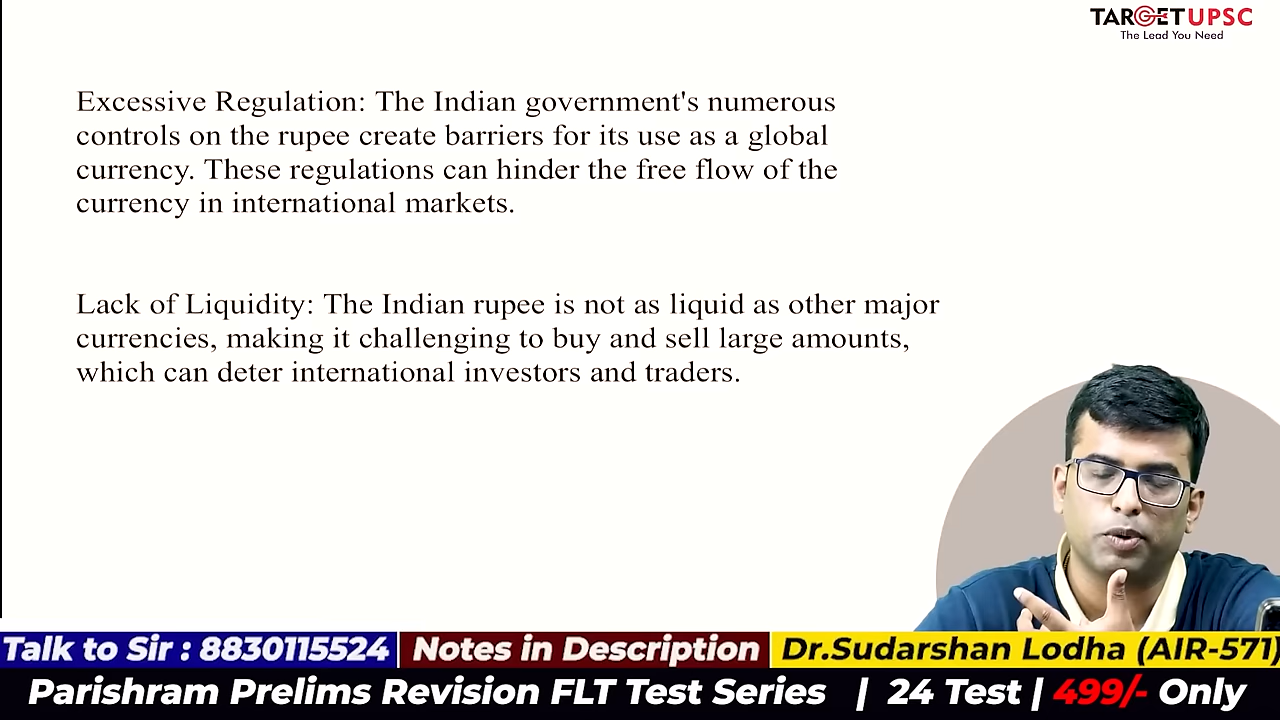 TARGET UPSC
The Lead You Need
Excessive Regulation: The Indian government's numerous
controls on the rupee create barriers for its use as a global
currency. These regulations can hinder the free flow of the
currency in international markets.
Lack of Liquidity: The Indian rupee is not as liquid as other major
currencies, making it challenging to buy and sell large amounts,
which can deter international investors and traders.
Talk to Sir : 8830115524 Notes in Description Dr.Sudarshan Lodha (AIR-571)
Parishram Prelims Revision FLT Test Series | 24 Test | 499/- Only